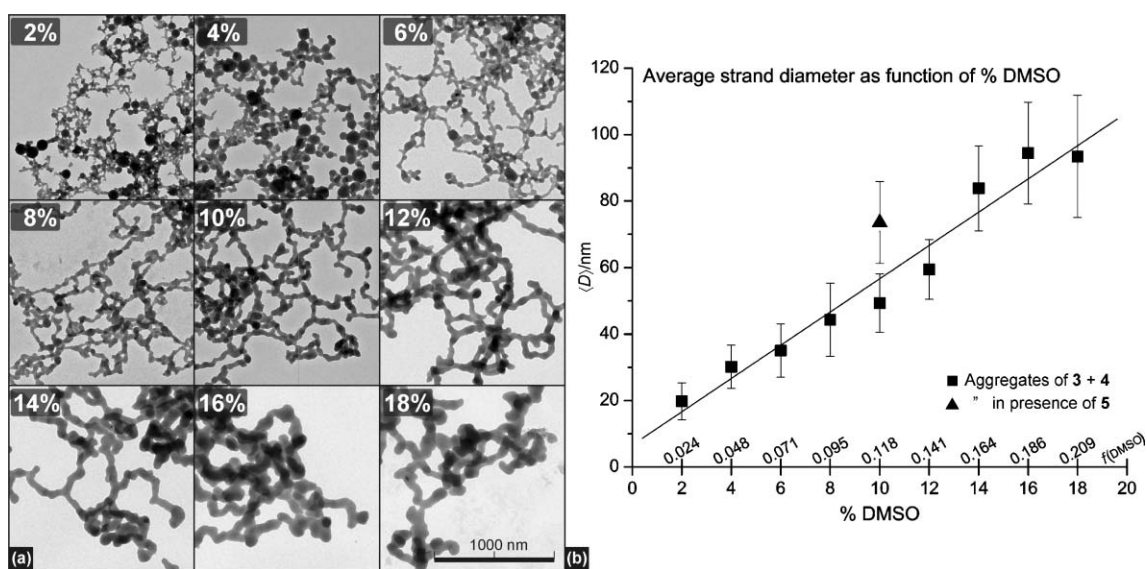 2%
4%
6%
8%
10%
12%
14%
16%
18%
1000 nm
(a)
(b)
Average strand diameter as function of % DMSO
⟨D⟩/nm
120
100
80
60
40
20
0
Aggregates of 3 + 4
" in presence of 5
0.024 0.048 0.071 0.095 0.118 0.141 0.164 0.186 0.209 f(DMSO)
0 2 4 6 8 10 12 14 16 18 20
% DMSO